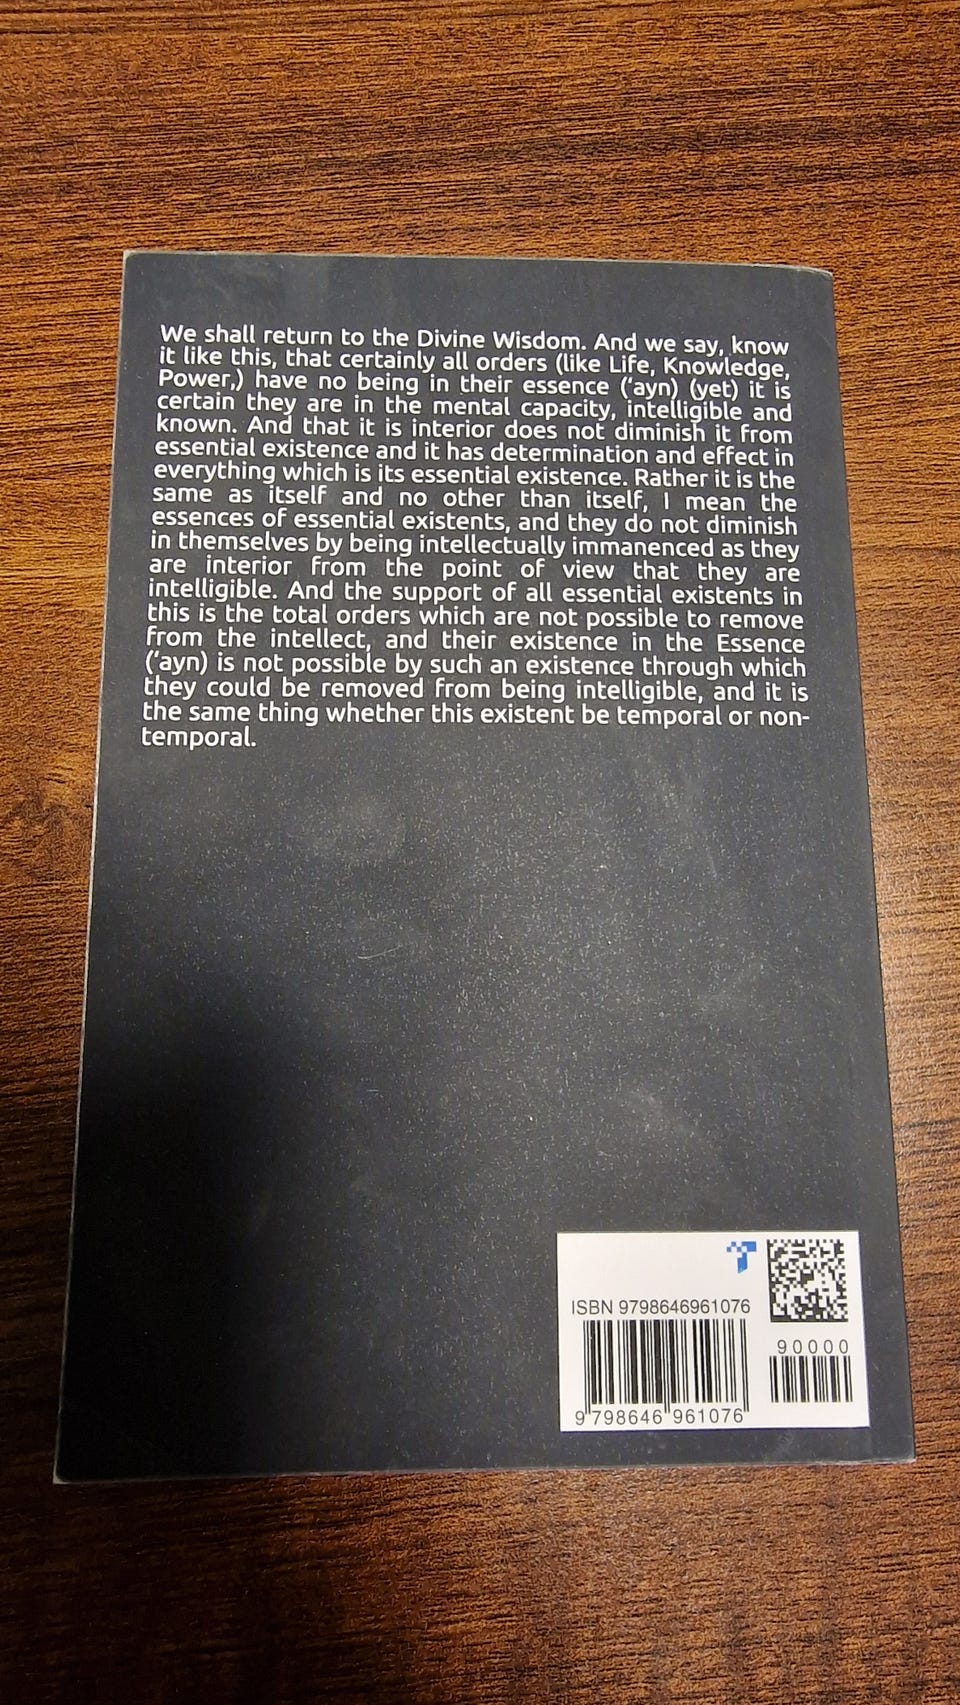 We shall return to the Divine Wisdom. And we say, know
it like this, that certainly all orders (like Life, Knowledge,
Power,) have no being in their essence (‘ayn) (yet) it is
certain they are in the mental capacity, intelligible and
known. And that it is interior does not diminish it from
essential existence and it has determination and effect in
everything which is its essential existence. Rather it is the
same as itself and no other than itself, I mean the
essences of essential existents, and they do not diminish
in themselves by being intellectually immanenced as they
are interior from the point of view that they are
intelligible. And the support of all essential existents in
this is the total orders which are not possible to remove
from the intellect, and their existence in the Essence
(‘ayn) is not possible by such an existence through which
they could be removed from being intelligible, and it is
the same thing whether this existent be temporal or non-
temporal.
ISBN 9798646961076
90000
9 798646 961076